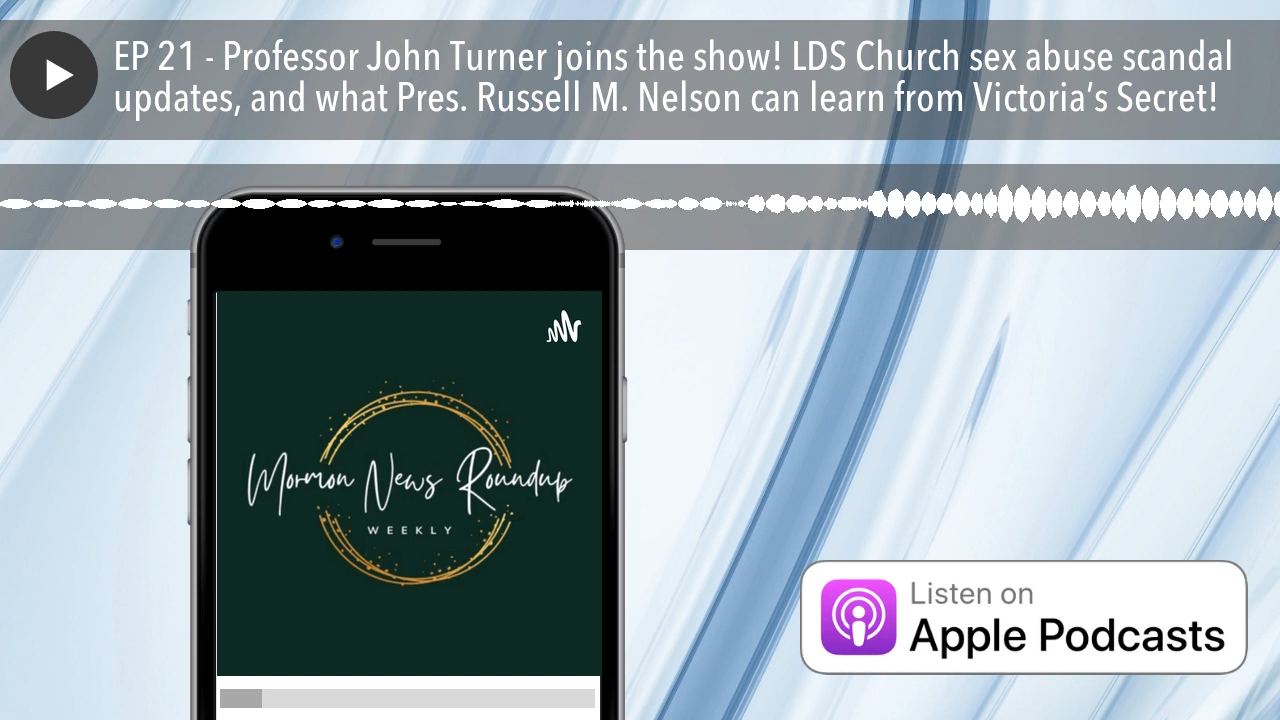 EP 21 - Professor John Turner joins the show! LDS Church sex abuse scandal
updates, and what Pres. Russell M. Nelson can learn from Victoria’s Secret!
Mormon News Roundup
WEEKLY
Listen on
Apple Podcasts